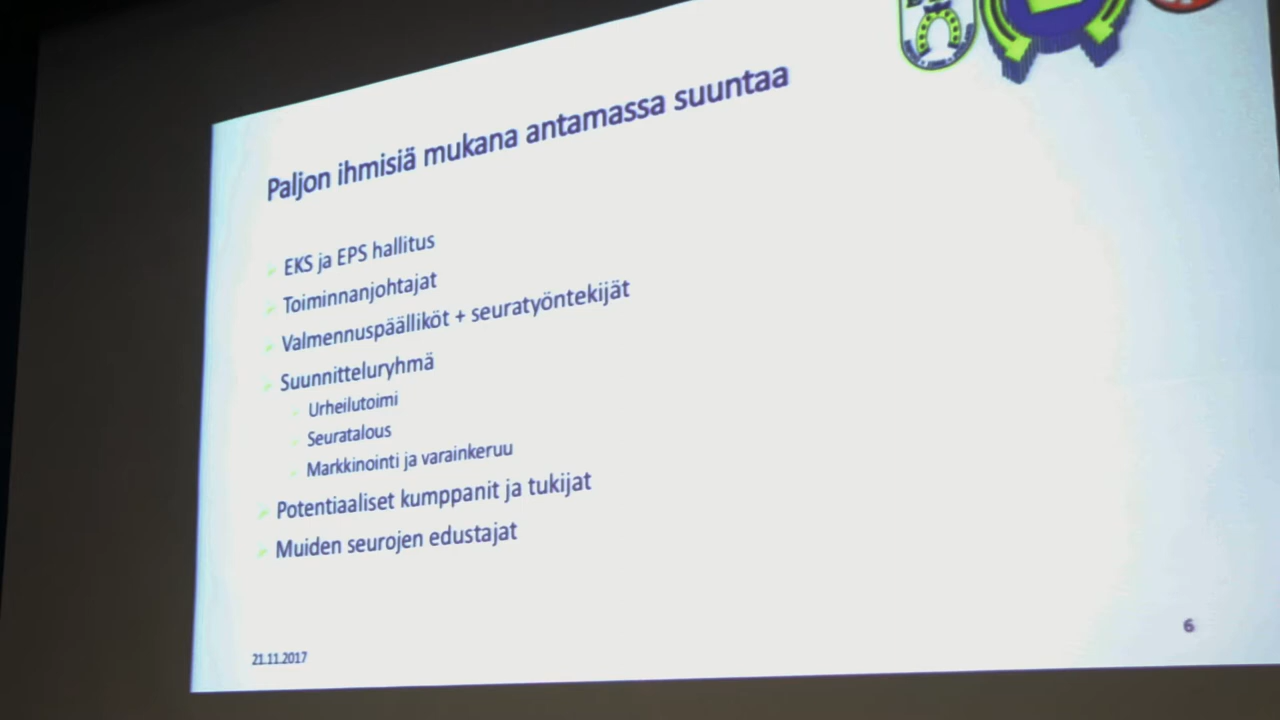 Paljon ihmisiä mukana antamassa suuntaa
EKS ja EPS hallitus
Toiminnanjohtajat
Valmennuspäälliköt + seuratyöntekijät
Suunnitteluryhmä
Urheilutoimi
Seuratalous
Markkinointi ja varainkeruu
Potentiaaliset kumppanit ja tukijat
Muiden seurojen edustajat
21.11.2017
6